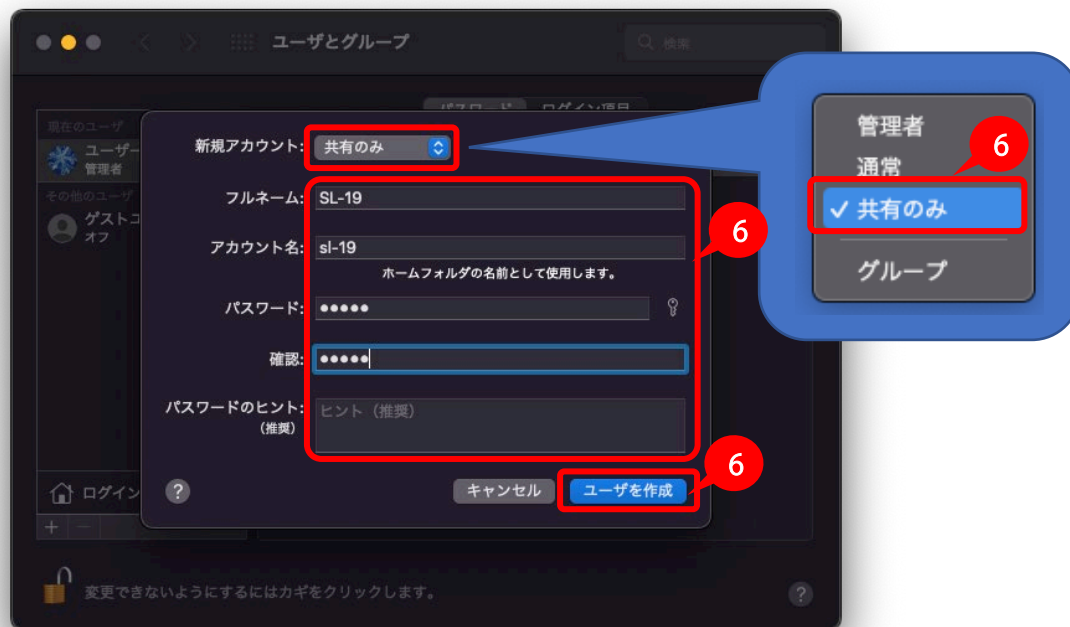 ユーザとグループ
検索
パスワード ログイン項目
現在のユーザ
ユーザー
管理者
その他のユーザ
ゲストユ
オフ
新規アカウント: 共有のみ
フルネーム: SL-19
アカウント名: sl-19
ホームフォルダの名前として使用します。
パスワード: ●●●●●
確認: ●●●●●
パスワードのヒント: ヒント（推奨）
（推奨）
6
? キャンセル ユーザを作成
6
ログイン
+ −
変更できないようにするにはカギをクリックします。
?
管理者
6
通常
✓ 共有のみ
グループ